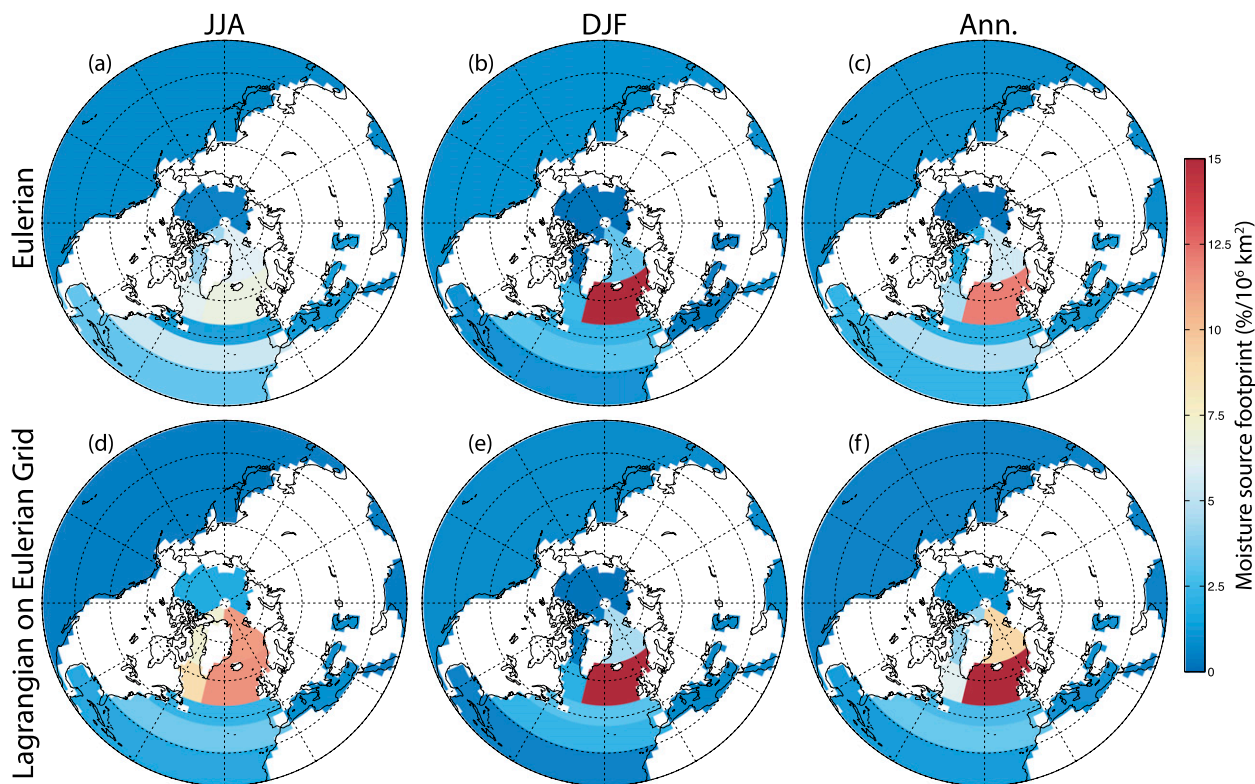 JJA
DJF
Ann.
(a)
(b)
(c)
Eulerian
(d)
(e)
(f)
Lagrangian on Eulerian Grid
15
12.5
10
7.5
5
2.5
0
Moisture source footprint (%/10⁶ km²)